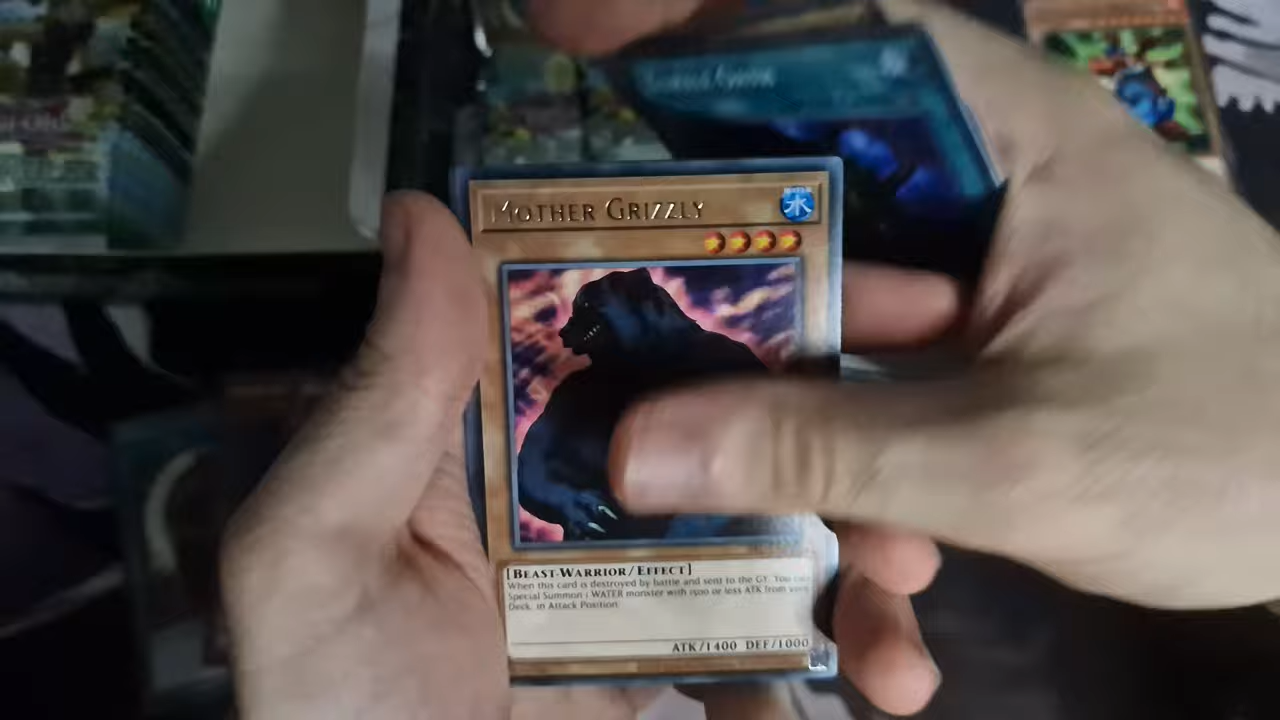 MOTHER GRIZZLY
WATER
水
[BEAST-WARRIOR/EFFECT]
When this card is destroyed by battle and sent to the GY: You can
Special Summon 1 WATER monster with 1500 or less ATK from your
Deck, in Attack Position.
ATK/1400 DEF/1000